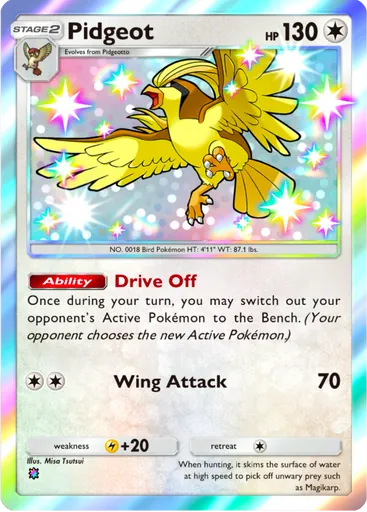 STAGE 2
Pidgeot
HP 130
Evolves from Pidgeotto
NO. 0018 Bird Pokémon HT: 4'11" WT: 87.1 lbs.
Ability Drive Off
Once during your turn, you may switch out your
opponent's Active Pokémon to the Bench. (Your
opponent chooses the new Active Pokémon.)
Wing Attack 70
weakness +20 retreat
Illus. Misa Tsutsui
When hunting, it skims the surface of water
at high speed to pick off unwary prey such
as Magikarp.